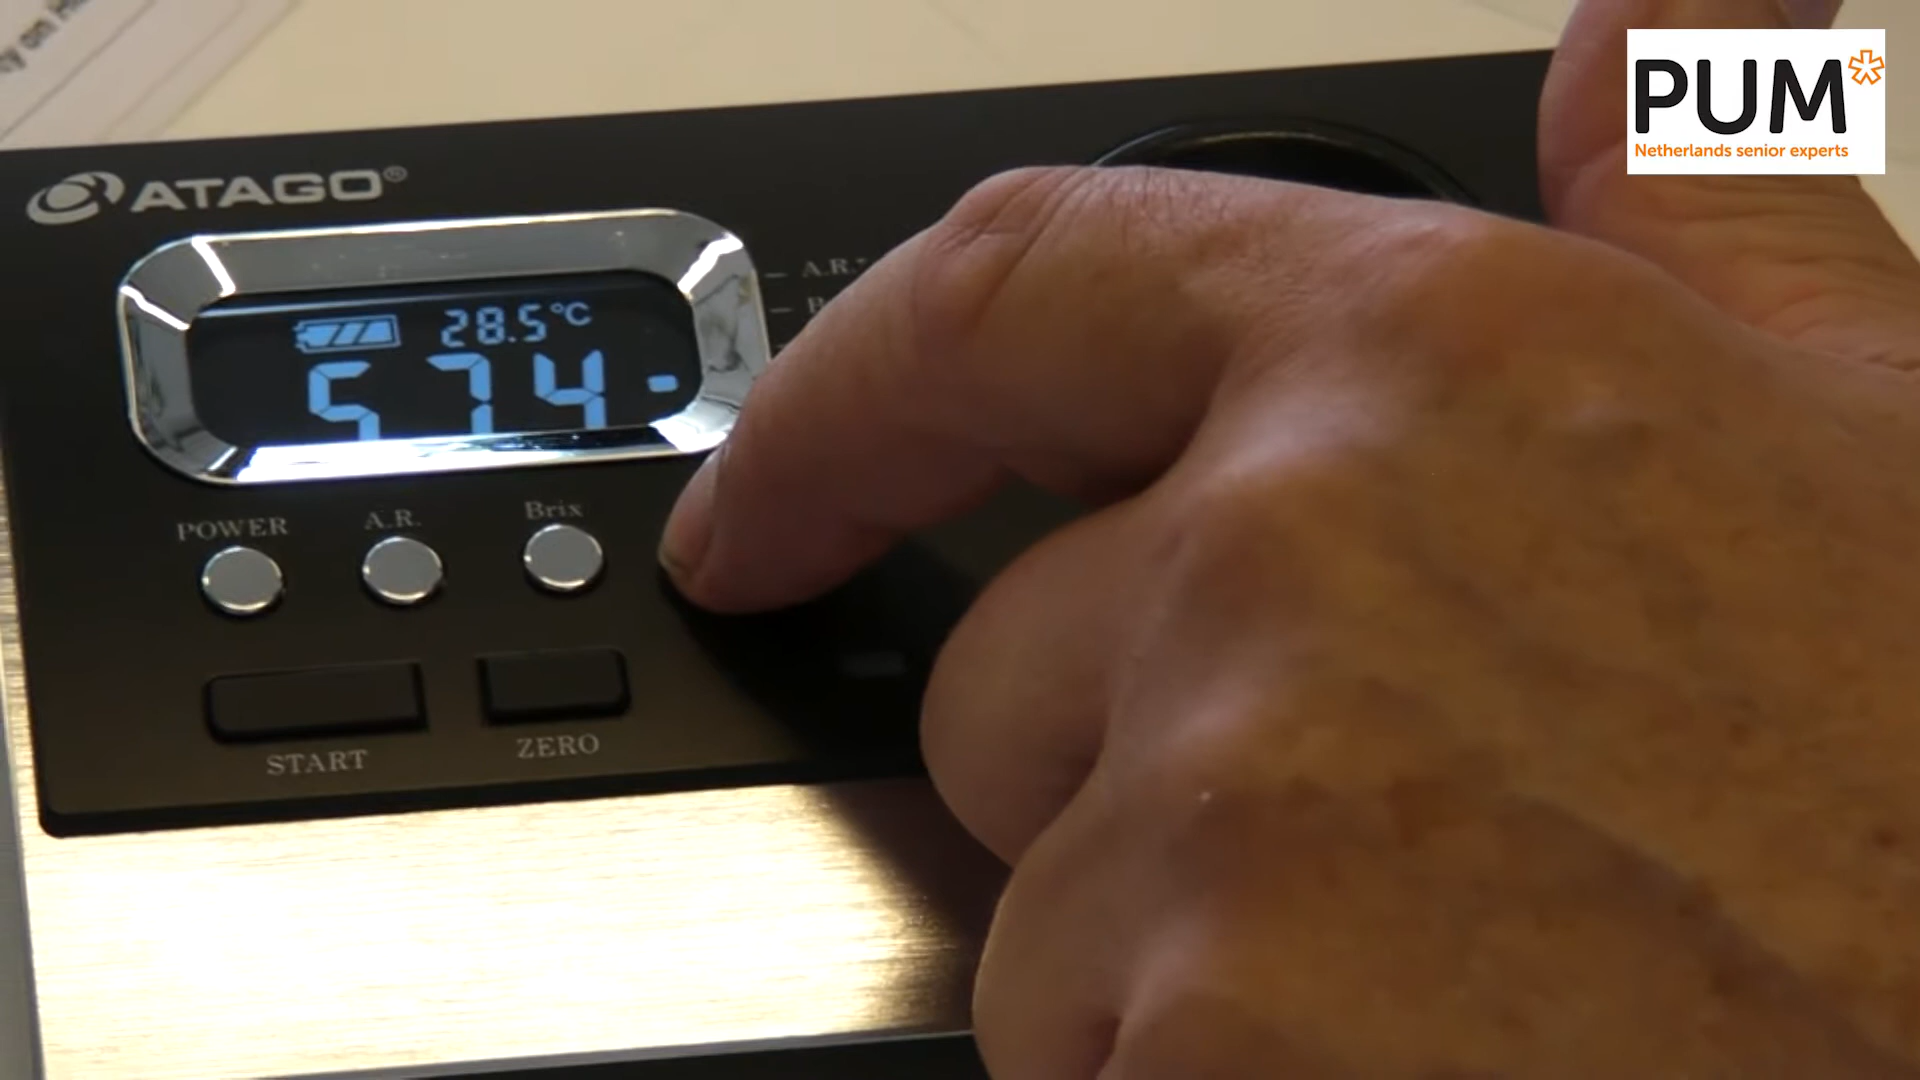 PUM
Netherlands senior experts
ATAGO®
28.5°C
574
A.R.
POWER
A.R.
Brix
START
ZERO